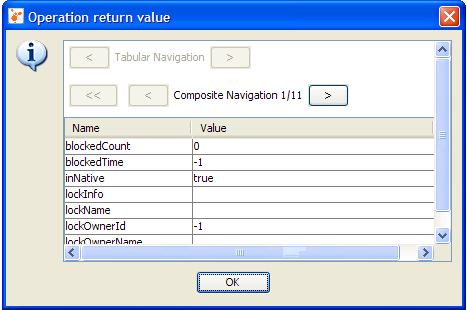 Operation return value
< Tabular Navigation >
<< < Composite Navigation 1/11 >
Name Value
blockedCount 0
blockedTime -1
inNative true
lockInfo
lockName
lockOwnerId -1
lockOwnerName
OK